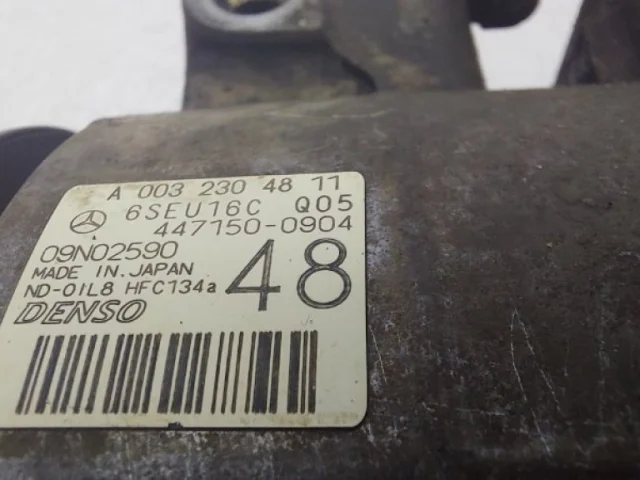 A 003 230 48 11
6SEU16C Q05
447150-0904
09N02590
MADE IN.JAPAN
48
ND-OIL8 HFC134a
DENSO